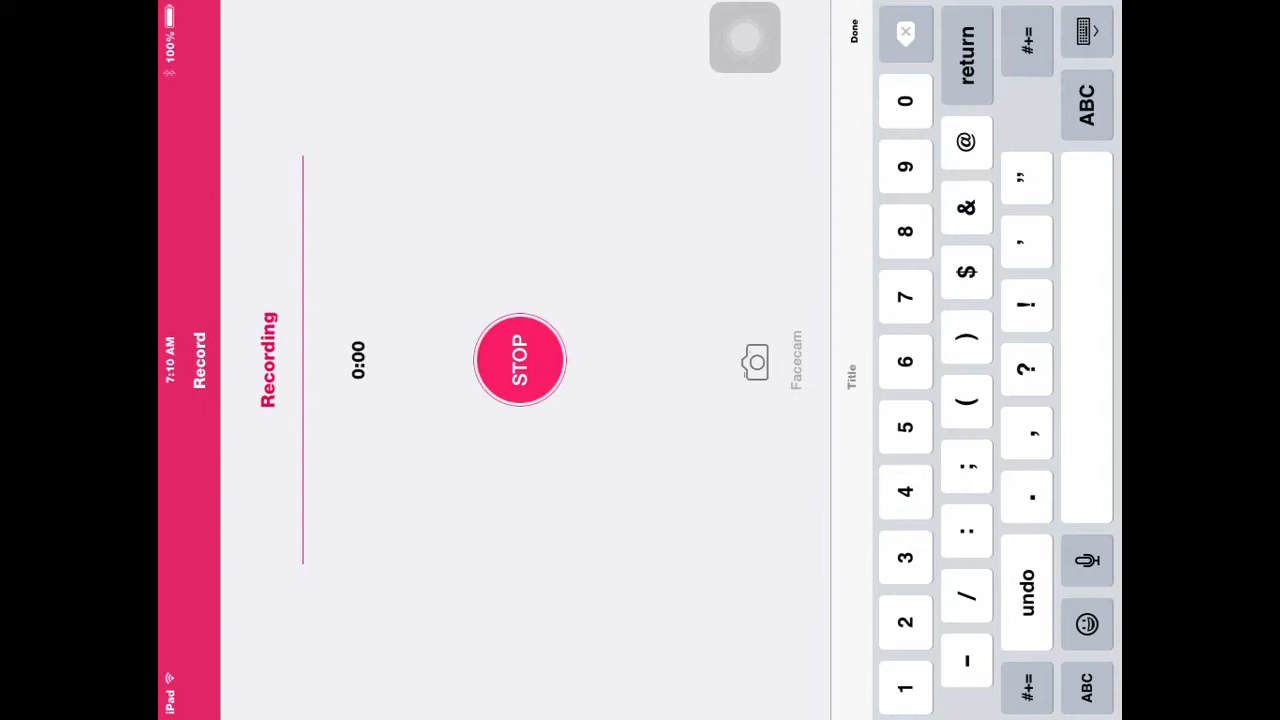 iPad 7:10 AM 100%
Record
Recording
0:00
STOP
Facecam
Title Done
1 2 3 4 5 6 7 8 9 0
- / : ; ( ) $ & @ return
#+= undo . , ? ! ' " #+=
ABC ABC